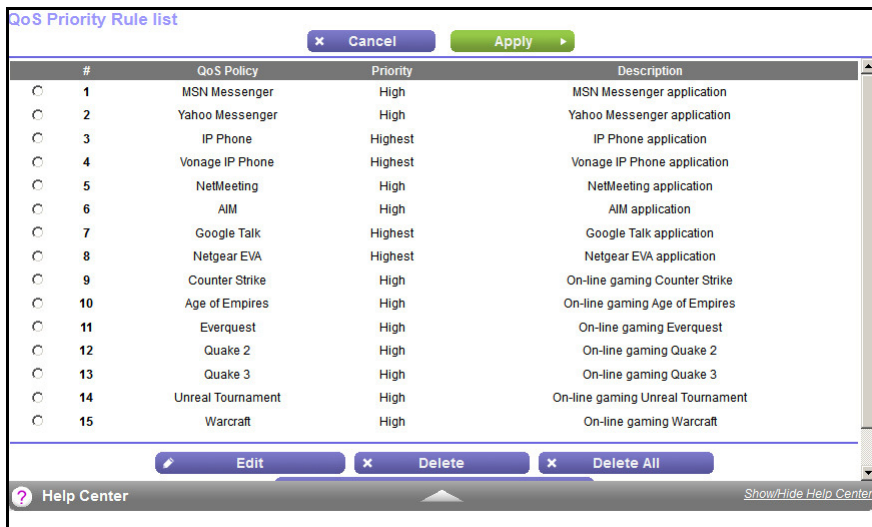 QoS Priority Rule list
Cancel Apply
# QoS Policy Priority Description
1 MSN Messenger High MSN Messenger application
2 Yahoo Messenger High Yahoo Messenger application
3 IP Phone Highest IP Phone application
4 Vonage IP Phone Highest Vonage IP Phone application
5 NetMeeting High NetMeeting application
6 AIM High AIM application
7 Google Talk Highest Google Talk application
8 Netgear EVA Highest Netgear EVA application
9 Counter Strike High On-line gaming Counter Strike
10 Age of Empires High On-line gaming Age of Empires
11 Everquest High On-line gaming Everquest
12 Quake 2 High On-line gaming Quake 2
13 Quake 3 High On-line gaming Quake 3
14 Unreal Tournament High On-line gaming Unreal Tournament
15 Warcraft High On-line gaming Warcraft
Edit Delete Delete All
? Help Center Show/Hide Help Center